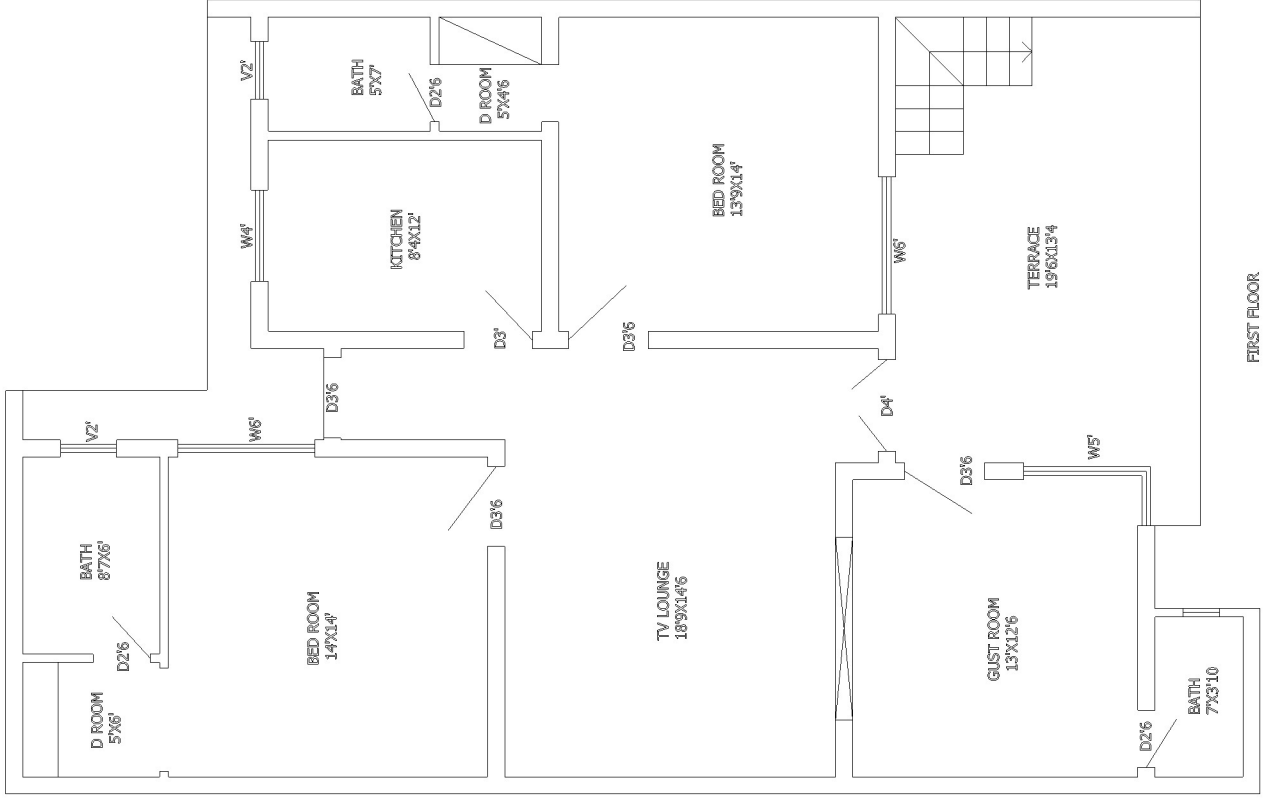 V2'
BATH
5'X7'
D2'6
D ROOM
5'X4'6
W4'
KITCHEN
8'4X12'
BED ROOM
13'9X14'
W6'
TERRACE
19'6X13'4
FIRST FLOOR
D3'
D3'6
D3'6
D4'
V2'
W6'
W5'
D3'6
D3'6
BATH
8'7X6'
BED ROOM
14'X14'
TV LOUNGE
18'9X14'6
GUST ROOM
13'X12'6
D2'6
D ROOM
5'X6'
BATH
7'X3'10
D2'6